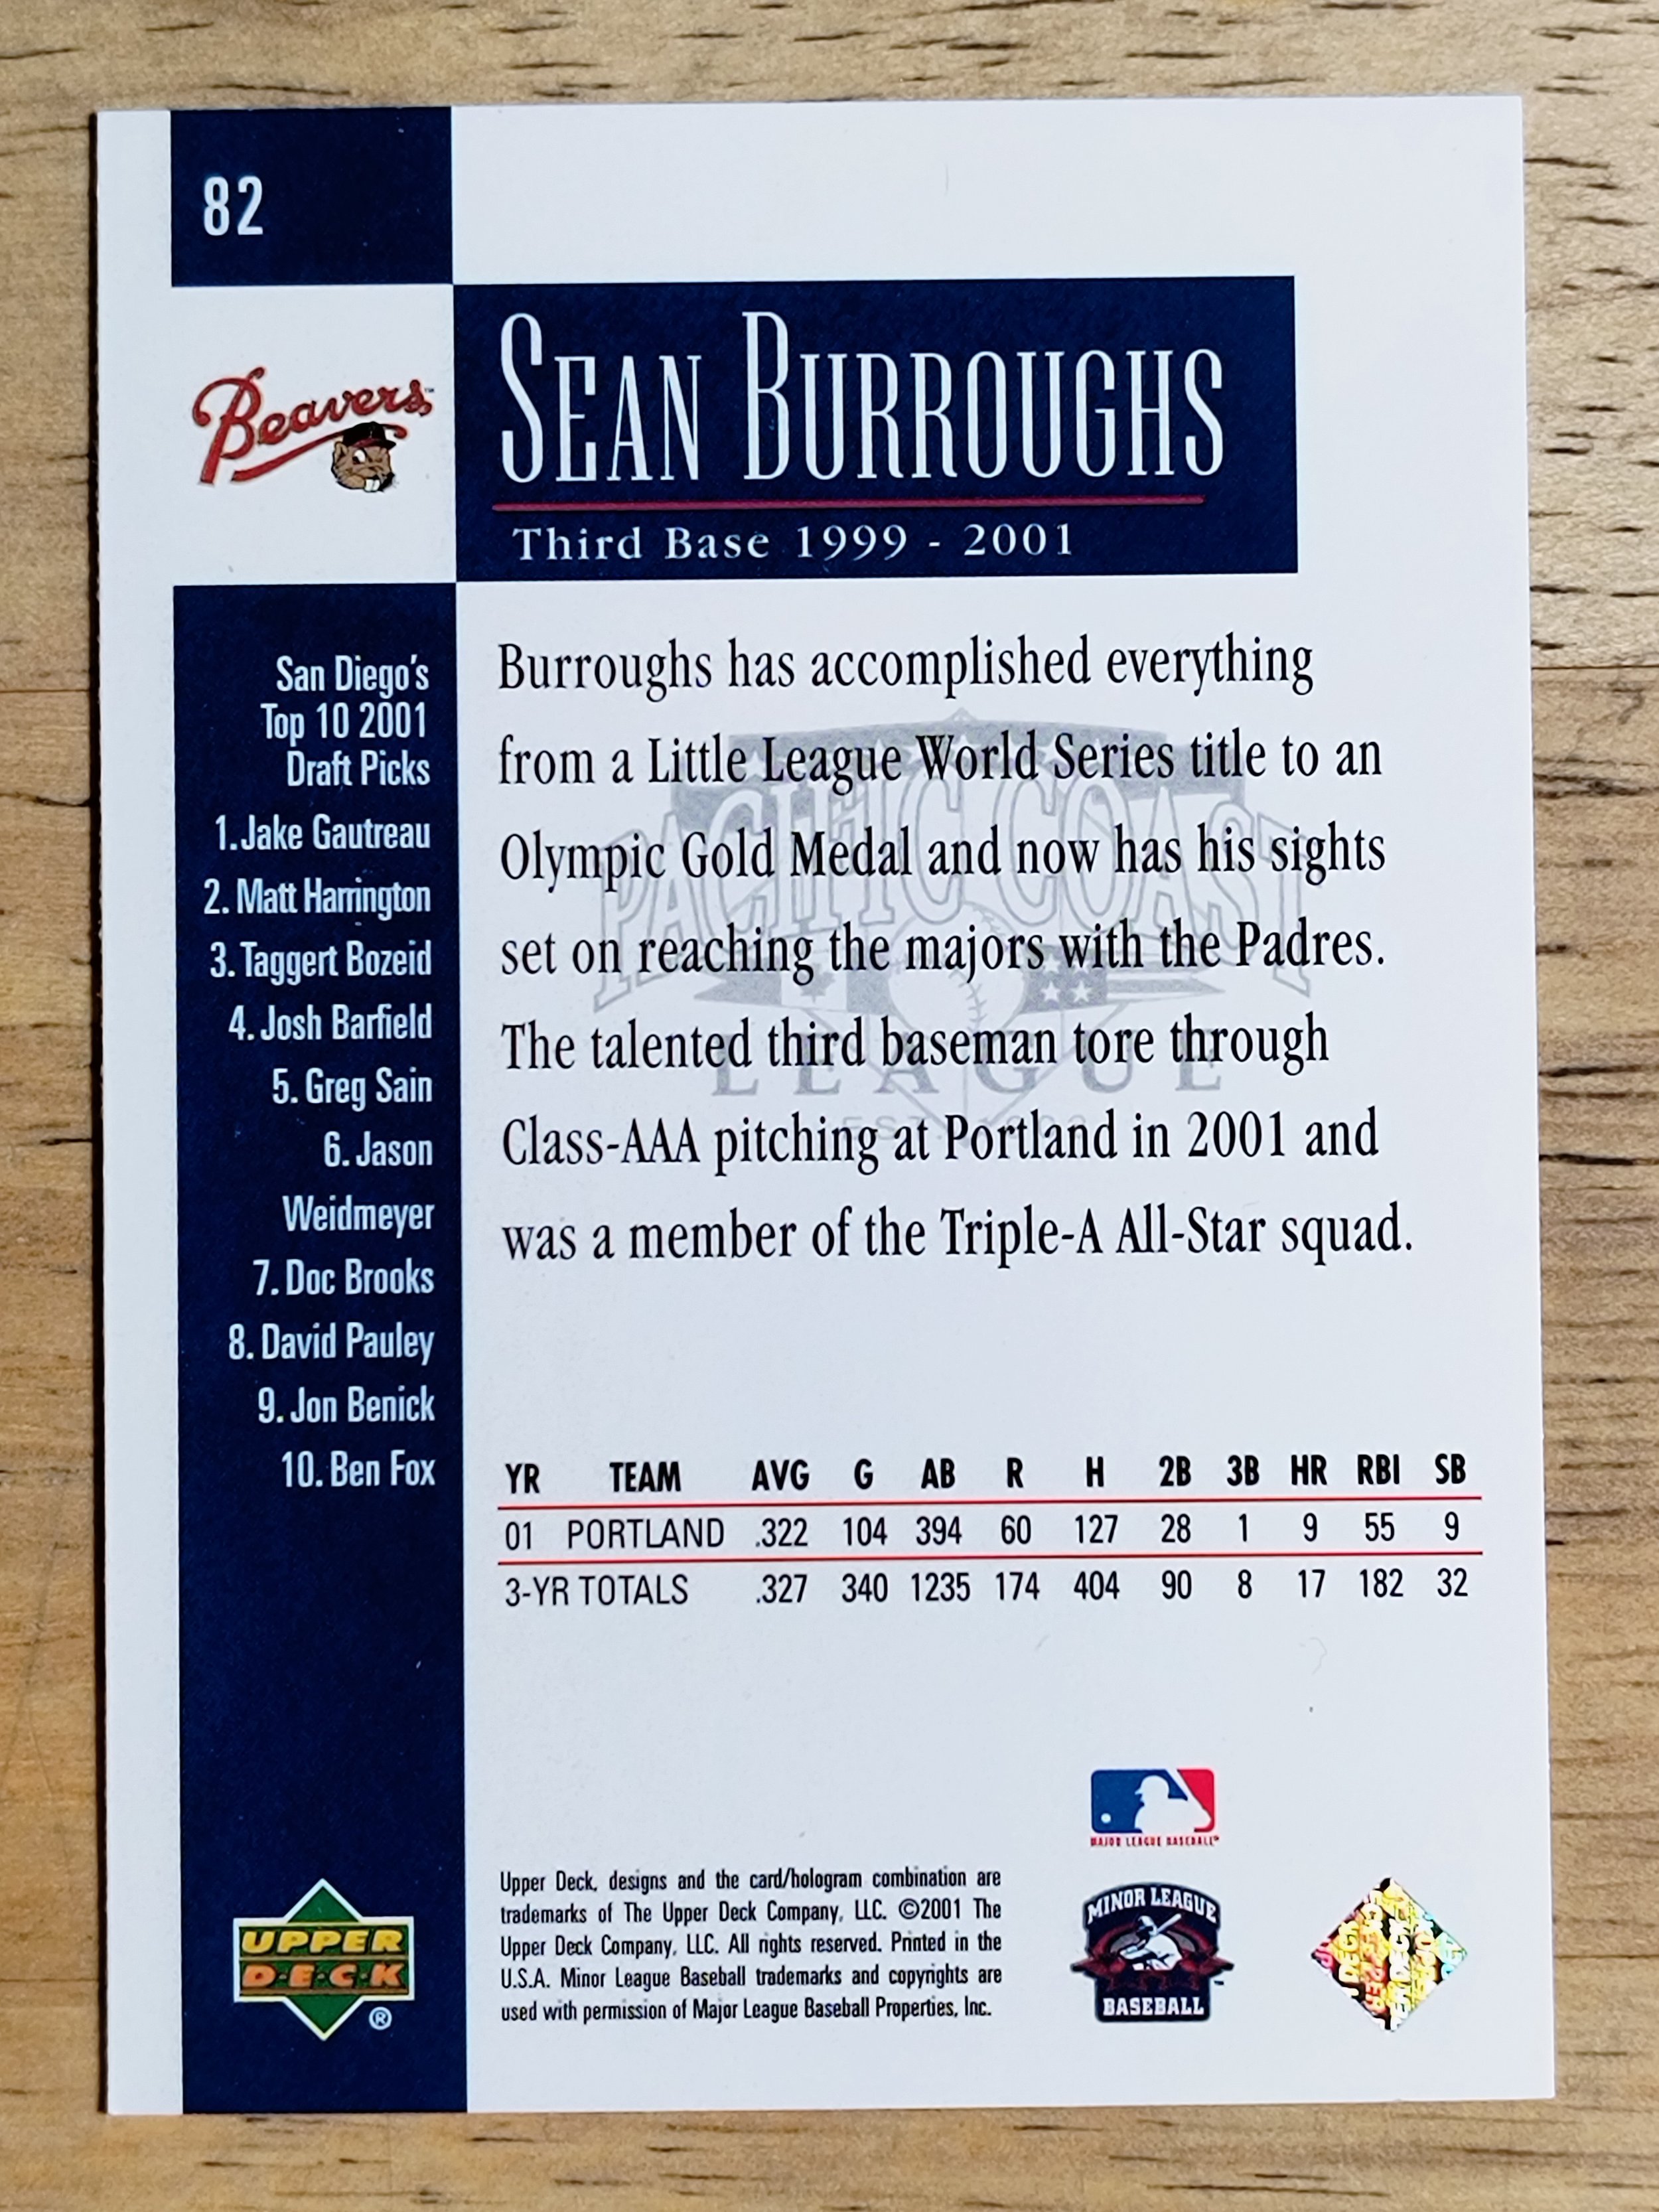 82
Beavers™
SEAN BURROUGHS
Third Base 1999 - 2001
San Diego's
Top 10 2001
Draft Picks
1. Jake Gautreau
2. Matt Harrington
3. Taggert Bozeid
4. Josh Barfield
5. Greg Sain
6. Jason
Weidmeyer
7. Doc Brooks
8. David Pauley
9. Jon Benick
10. Ben Fox
Burroughs has accomplished everything
from a Little League World Series title to an
Olympic Gold Medal and now has his sights
set on reaching the majors with the Padres.
The talented third baseman tore through
Class-AAA pitching at Portland in 2001 and
was a member of the Triple-A All-Star squad.
PACIFIC COAST
LEAGUE
YR TEAM AVG G AB R H 2B 3B HR RBI SB
01 PORTLAND .322 104 394 60 127 28 1 9 55 9
3-YR TOTALS .327 340 1235 174 404 90 8 17 182 32
MAJOR LEAGUE BASEBALL®
UPPER
D·E·C·K
®
Upper Deck, designs and the card/hologram combination are
trademarks of The Upper Deck Company, LLC. ©2001 The
Upper Deck Company, LLC. All rights reserved. Printed in the
U.S.A. Minor League Baseball trademarks and copyrights are
used with permission of Major League Baseball Properties, Inc.
MINOR LEAGUE
BASEBALL™